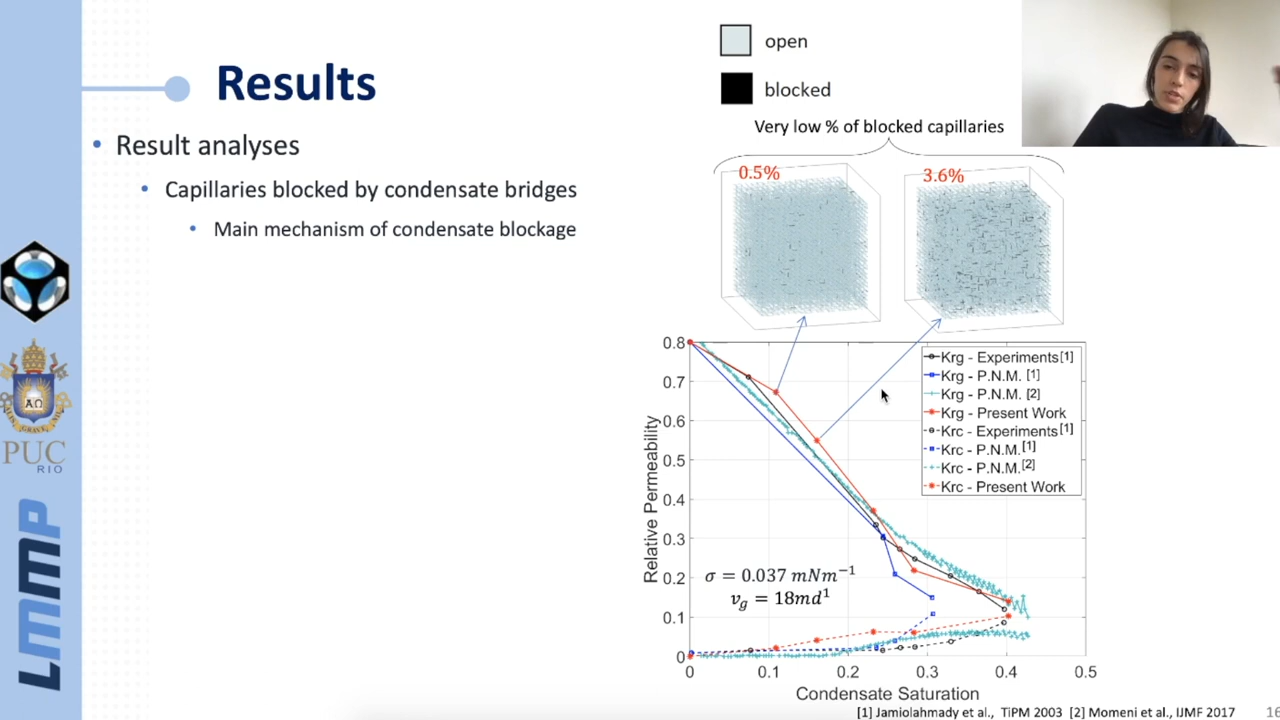 Results
• Result analyses
• Capillaries blocked by condensate bridges
• Main mechanism of condensate blockage
open
blocked
Very low % of blocked capillaries
0.5%
3.6%
0.8
0.7
0.6
0.5
0.4
0.3
0.2
0.1
0
Relative Permeability
Krg - Experiments[1]
Krg - P.N.M. [1]
Krg - P.N.M. [2]
Krg - Present Work
Krc - Experiments[1]
Krc - P.N.M.[1]
Krc - P.N.M.[2]
Krc - Present Work
σ = 0.037 mNm⁻¹
v_g = 18md¹
0 0.1 0.2 0.3 0.4 0.5
Condensate Saturation
[1] Jamiolahmady et al., TiPM 2003 [2] Momeni et al., IJMF 2017
16
ΑΩ
PUC
RIO
LMMP